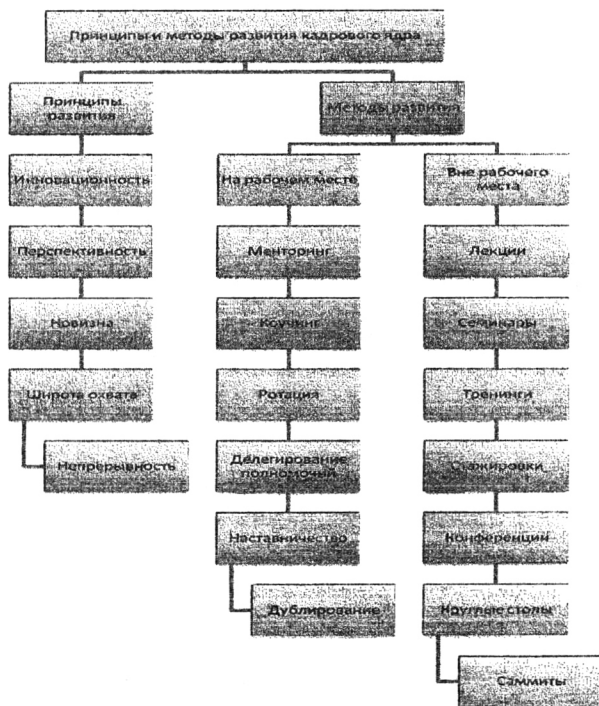 Принципы и методы развития кадрового ядра
Принципы
развития
Инновационность
Перспективность
Новизна
Широта охвата
Непрерывность
Методы развития
На рабочем месте
Менторинг
Коучинг
Ротация
Делегирование
полномочий
Наставничество
Дублирование
Вне рабочего
места
Лекции
Семинары
Тренинги
Стажировки
Конференции
Круглые столы
Саммиты